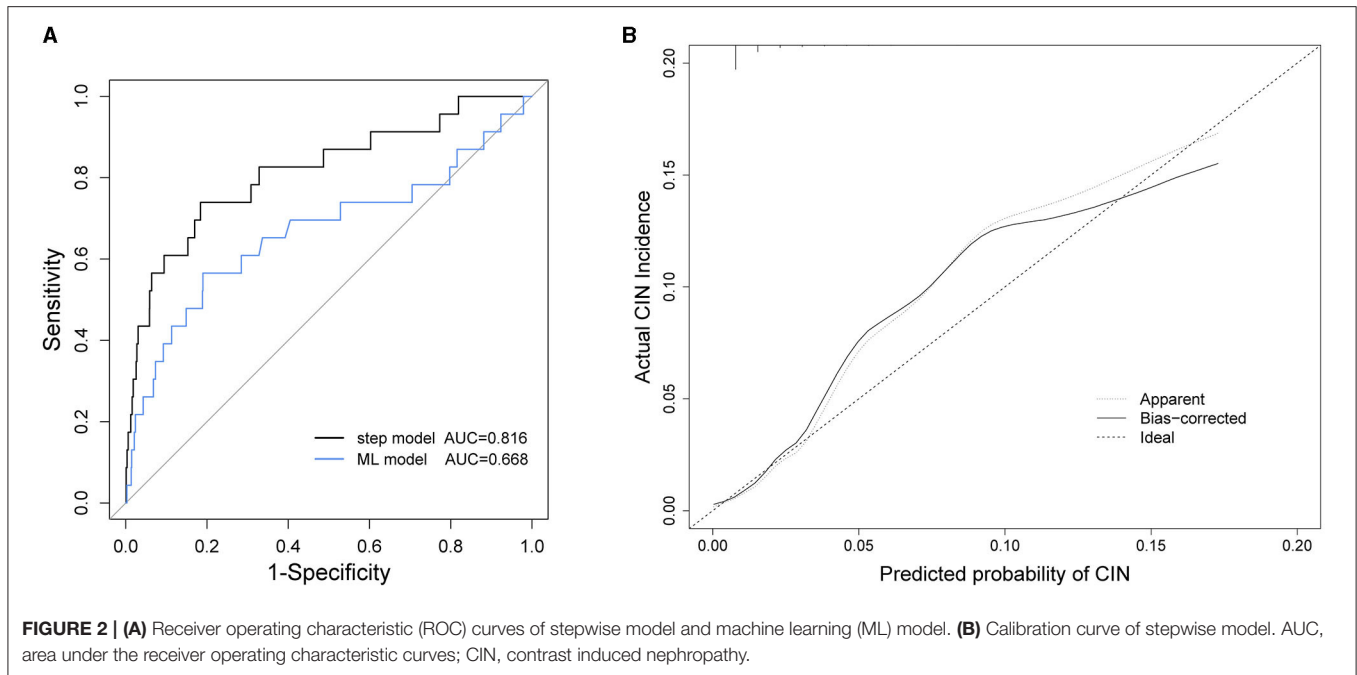 A
Sensitivity
1.0
0.8
0.6
0.4
0.2
0.0
step model AUC=0.816
ML model AUC=0.668
0.0 0.2 0.4 0.6 0.8 1.0
1-Specificity
B
Actual CIN Incidence
0.20
0.15
0.10
0.05
0.00
Apparent
Bias-corrected
Ideal
0.00 0.05 0.10 0.15 0.20
Predicted probability of CIN
FIGURE 2 | (A) Receiver operating characteristic (ROC) curves of stepwise model and machine learning (ML) model. (B) Calibration curve of stepwise model. AUC,
area under the receiver operating characteristic curves; CIN, contrast induced nephropathy.